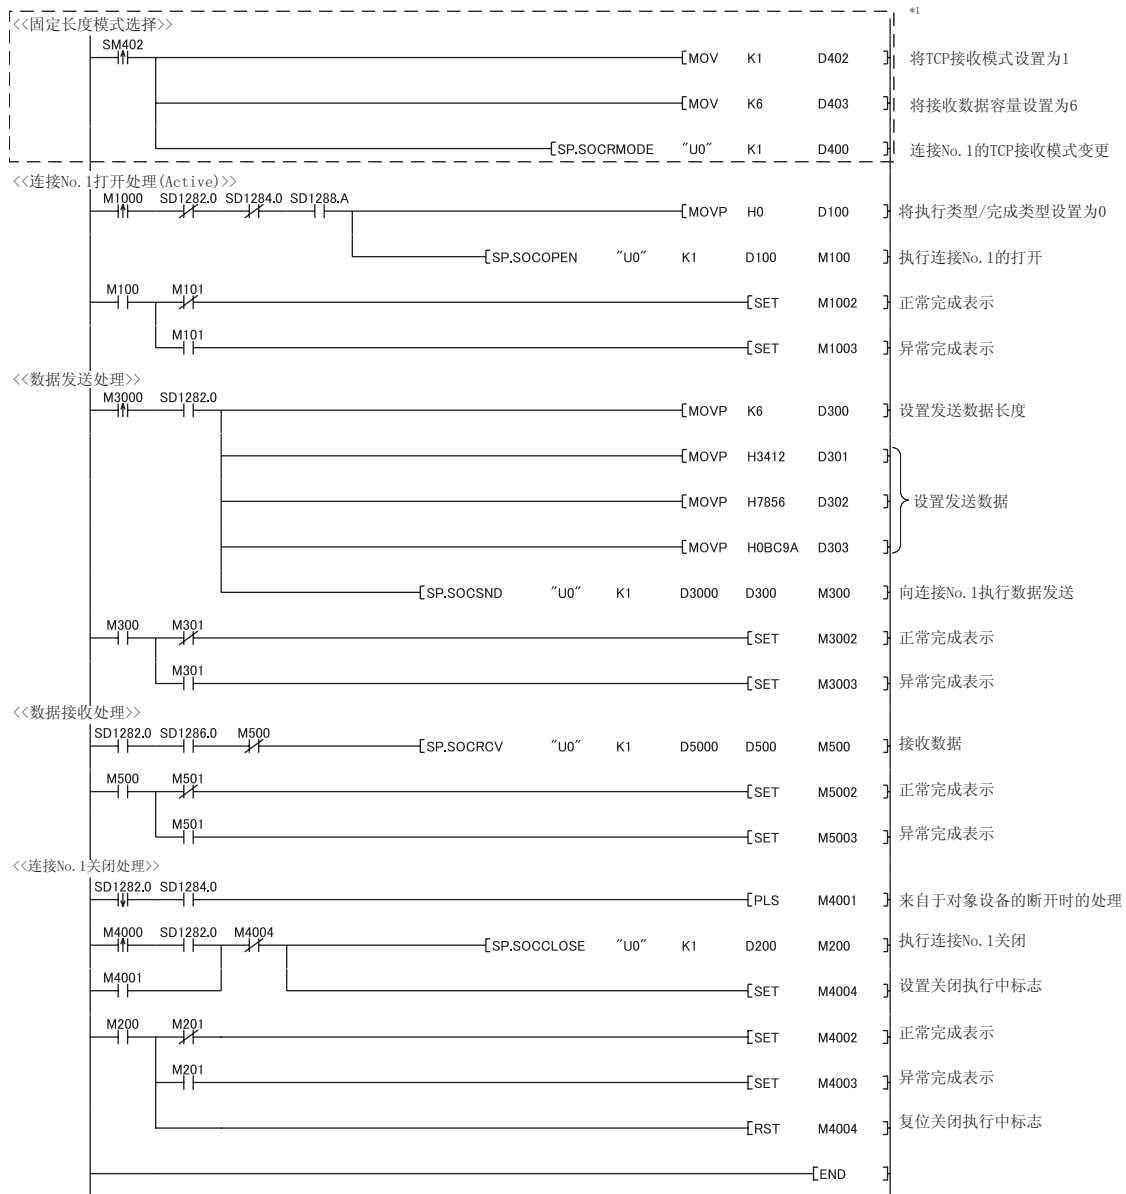 *1
<<固定长度模式选择>>
SM402
MOV K1 D402 将TCP接收模式设置为1
MOV K6 D403 将接收数据容量设置为6
SP.SOCRMODE "U0" K1 D400 连接No.1的TCP接收模式变更
<<连接No.1打开处理(Active)>>
M1000 SD1282.0 SD1284.0 SD1288.A
MOVP H0 D100 将执行类型/完成类型设置为0
SP.SOCOPEN "U0" K1 D100 M100 执行连接No.1的打开
M100 M101
SET M1002 正常完成表示
M101
SET M1003 异常完成表示
<<数据发送处理>>
M3000 SD1282.0
MOVP K6 D300 设置发送数据长度
MOVP H3412 D301
MOVP H7856 D302 设置发送数据
MOVP H0BC9A D303
SP.SOCSND "U0" K1 D3000 D300 M300 向连接No.1执行数据发送
M300 M301
SET M3002 正常完成表示
M301
SET M3003 异常完成表示
<<数据接收处理>>
SD1282.0 SD1286.0 M500
SP.SOCRCV "U0" K1 D5000 D500 M500 接收数据
M500 M501
SET M5002 正常完成表示
M501
SET M5003 异常完成表示
<<连接No.1关闭处理>>
SD1282.0 SD1284.0
PLS M4001 来自于对象设备的断开时的处理
M4000 SD1282.0 M4004
SP.SOCCLOSE "U0" K1 D200 M200 执行连接No.1关闭
M4001
SET M4004 设置关闭执行中标志
M200 M201
SET M4002 正常完成表示
M201
SET M4003 异常完成表示
RST M4004 复位关闭执行中标志
END